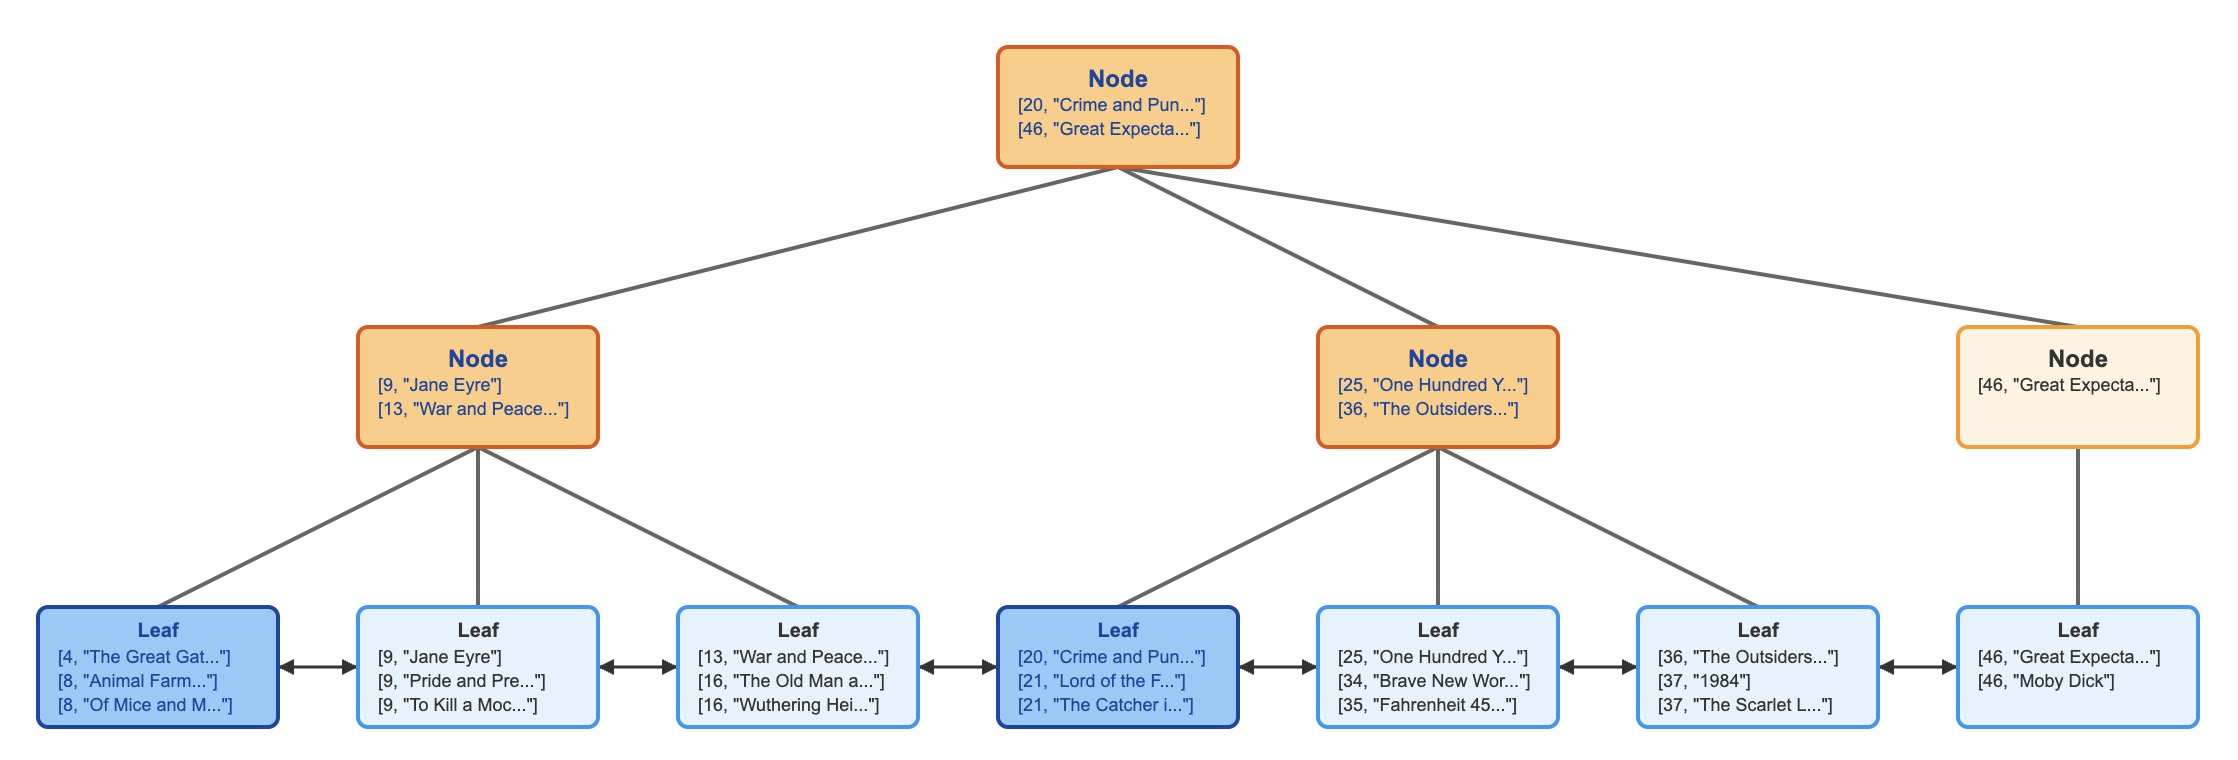 Node
[20, "Crime and Pun..."]
[46, "Great Expecta..."]
Node
[9, "Jane Eyre"]
[13, "War and Peace..."]
Node
[25, "One Hundred Y..."]
[36, "The Outsiders..."]
Node
[46, "Great Expecta..."]
Leaf
[4, "The Great Gat..."]
[8, "Animal Farm..."]
[8, "Of Mice and M..."]
Leaf
[9, "Jane Eyre"]
[9, "Pride and Pre..."]
[9, "To Kill a Moc..."]
Leaf
[13, "War and Peace..."]
[16, "The Old Man a..."]
[16, "Wuthering Hei..."]
Leaf
[20, "Crime and Pun..."]
[21, "Lord of the F..."]
[21, "The Catcher i..."]
Leaf
[25, "One Hundred Y..."]
[34, "Brave New Wor..."]
[35, "Fahrenheit 45..."]
Leaf
[36, "The Outsiders..."]
[37, "1984"]
[37, "The Scarlet L..."]
Leaf
[46, "Great Expecta..."]
[46, "Moby Dick"]